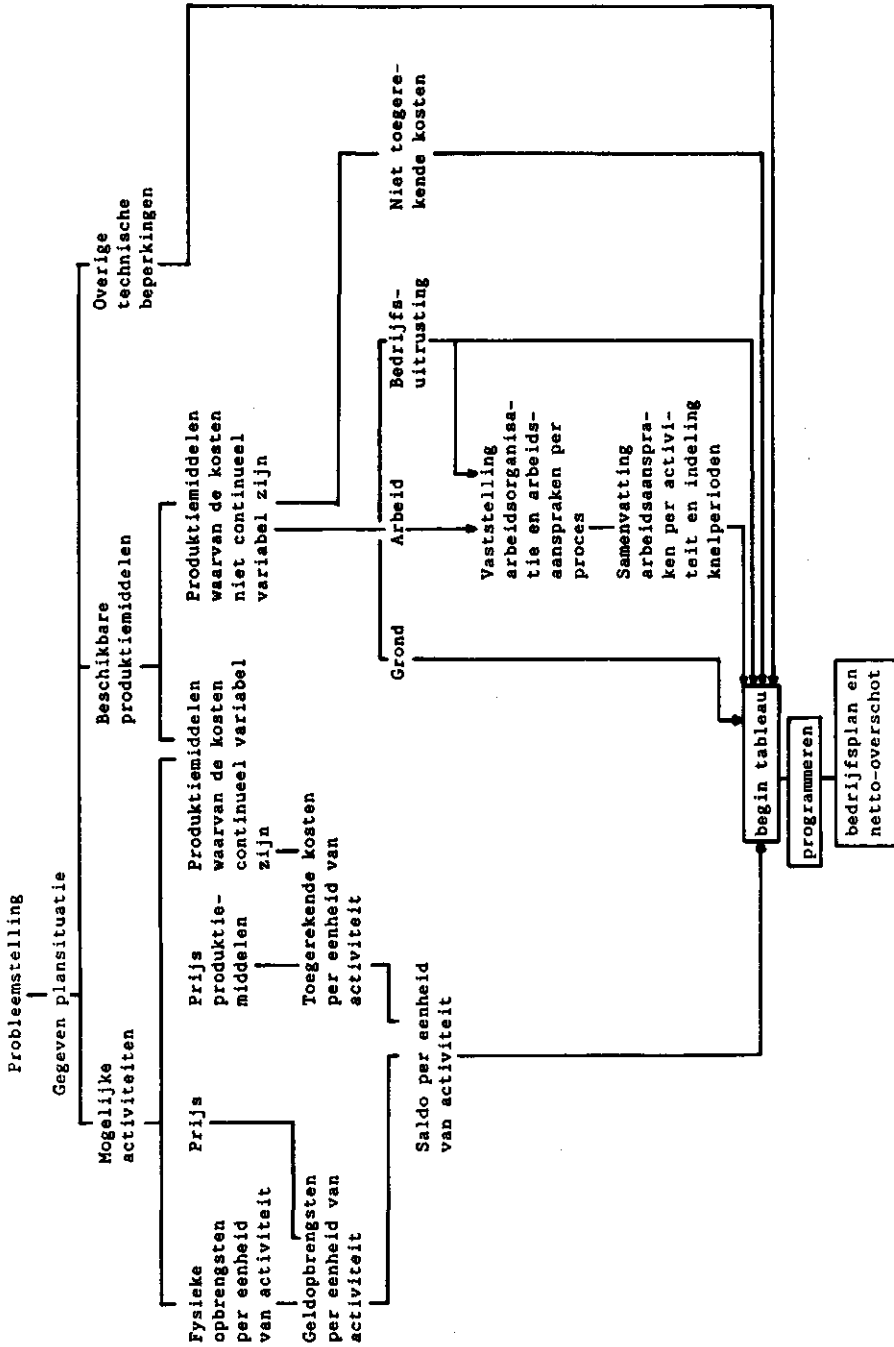 Probleemstelling
Gegeven plansituatie
Mogelijke
activiteiten
Beschikbare
produktiemiddelen
Overige
technische
beperkingen
Fysieke
opbrengsten
per eenheid
van activiteit
Prijs
Prijs
produktie-
middelen
Produktiemiddelen
waarvan de kosten
continueel variabel
zijn
Produktiemiddelen
waarvan de kosten
niet continueel
variabel zijn
Geldopbrengsten
per eenheid van
activiteit
Toegerekende kosten
per eenheid van
activiteit
Grond
Arbeid
Bedrijfs-
uitrusting
Niet toegere-
kende kosten
Saldo per eenheid
van activiteit
Vaststelling
arbeidsorganisa-
tie en arbeids-
aanspraken per
proces
Samenvatting
arbeidsaanspra-
ken per activi-
teit en indeling
knelperioden
begin tableau
programmeren
bedrijfsplan en
netto-overschot